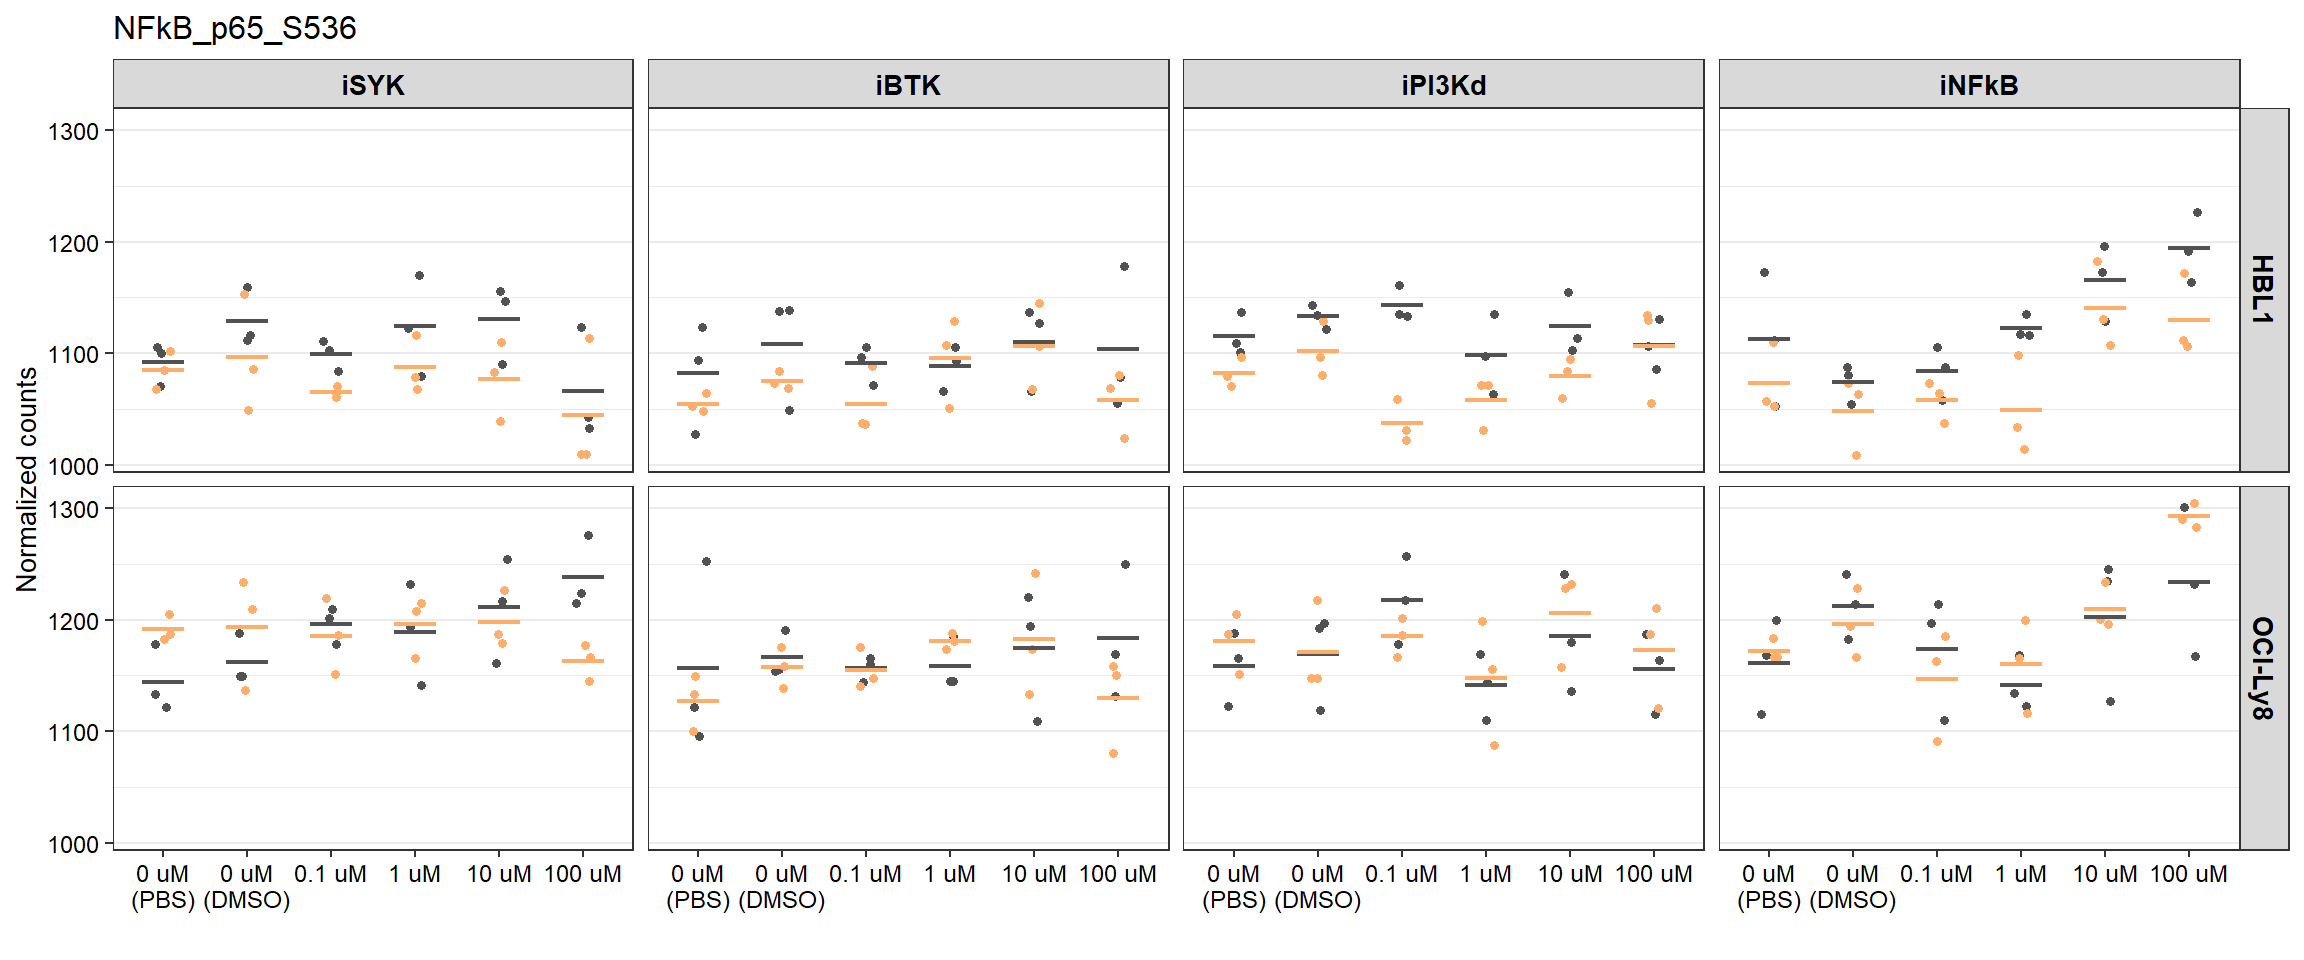 NFkB_p65_S536
iSYK iBTK iPI3Kd iNFkB
Normalized counts
1300
1200
1100
1000
HBL1
1300
1200
1100
1000
OCI-Ly8
0 uM 0 uM 0.1 uM 1 uM 10 uM 100 uM 0 uM 0 uM 0.1 uM 1 uM 10 uM 100 uM 0 uM 0 uM 0.1 uM 1 uM 10 uM 100 uM 0 uM 0 uM 0.1 uM 1 uM 10 uM 100 uM
(PBS) (DMSO) (PBS) (DMSO) (PBS) (DMSO) (PBS) (DMSO)